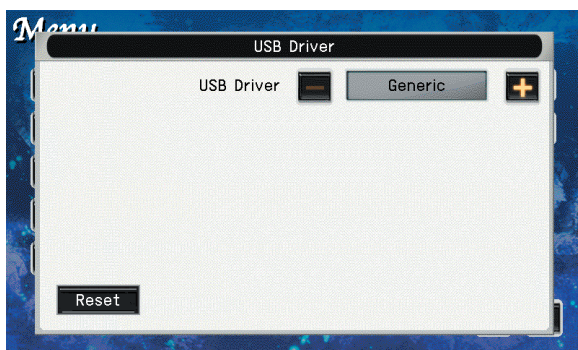 Menu
USB Driver
USB Driver - Generic +
Reset